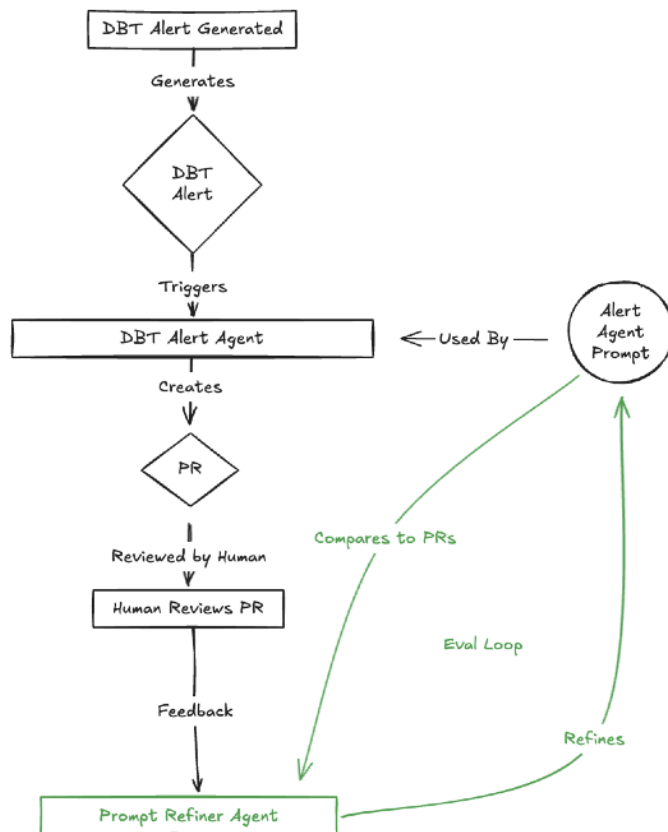 DBT Alert Generated
Generates
DBT
Alert
Triggers
DBT Alert Agent
Used By
Alert
Agent
Prompt
Creates
PR
Compares to PRs
Reviewed by Human
Human Reviews PR
Eval Loop
Feedback
Refines
Prompt Refiner Agent